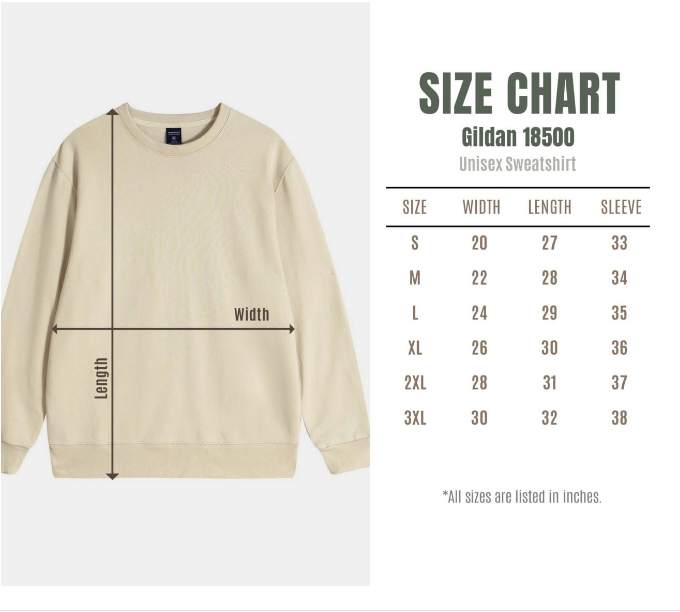 SIZE CHART
Gildan 18500
Unisex Sweatshirt
SIZE WIDTH LENGTH SLEEVE
S 20 27 33
M 22 28 34
L 24 29 35
XL 26 30 36
2XL 28 31 37
3XL 30 32 38
*All sizes are listed in inches.
Width
Length